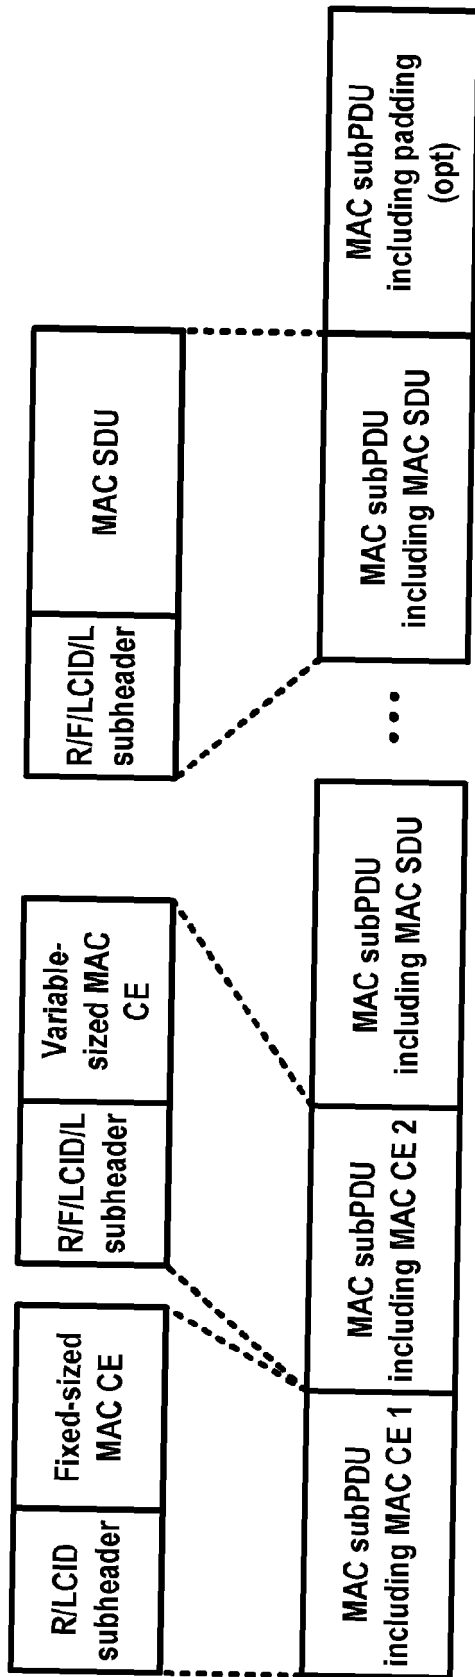 R/LCID
subheader
Fixed-sized
MAC CE
R/F/LCID/L
subheader
Variable-
sized MAC
CE
R/F/LCID/L
subheader
MAC SDU
MAC subPDU
including MAC CE 1
MAC subPDU
including MAC CE 2
MAC subPDU
including MAC SDU
...
MAC subPDU
including MAC SDU
MAC subPDU
including padding
(opt)